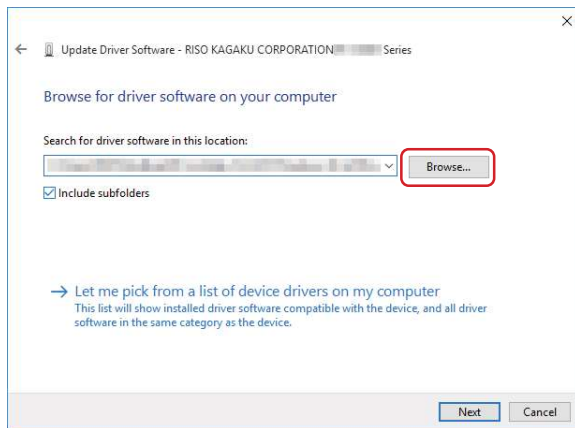 Update Driver Software - RISO KAGAKU CORPORATION Series
Browse for driver software on your computer
Search for driver software in this location:
Browse...
Include subfolders
Let me pick from a list of device drivers on my computer
This list will show installed driver software compatible with the device, and all driver
software in the same category as the device.
Next Cancel